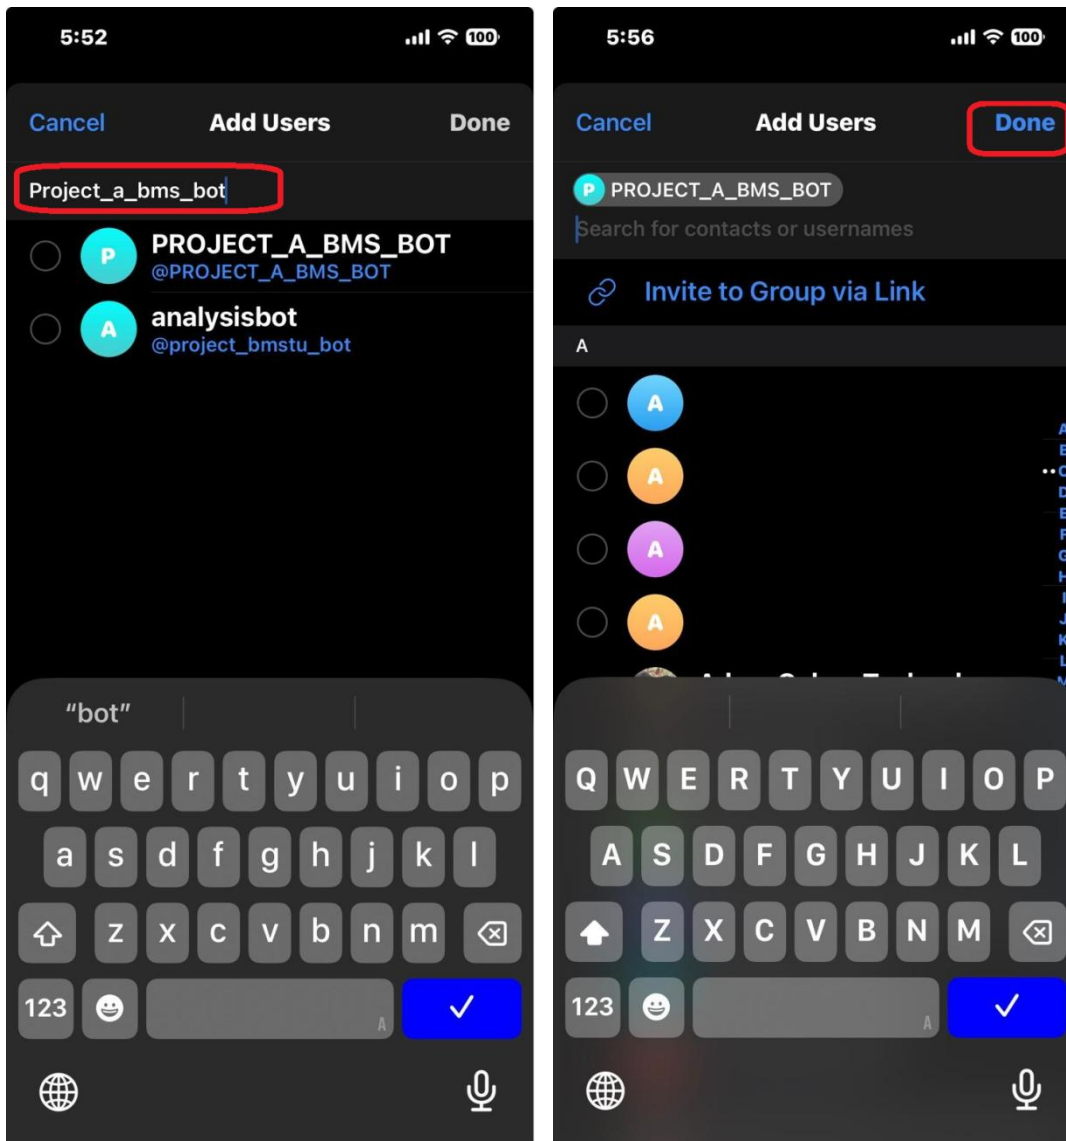 5:52
100
Cancel
Add Users
Done
Project_a_bms_bot
P
PROJECT_A_BMS_BOT
@PROJECT_A_BMS_BOT
A
analysisbot
@project_bmstu_bot
“bot”
q w e r t y u i o p
a s d f g h j k l
z x c v b n m
123
A
5:56
100
Cancel
Add Users
Done
P PROJECT_A_BMS_BOT
Search for contacts or usernames
Invite to Group via Link
A
A
A
A
A
A
B
C
D
E
F
G
H
I
J
K
L
M
Q W E R T Y U I O P
A S D F G H J K L
Z X C V B N M
123
A